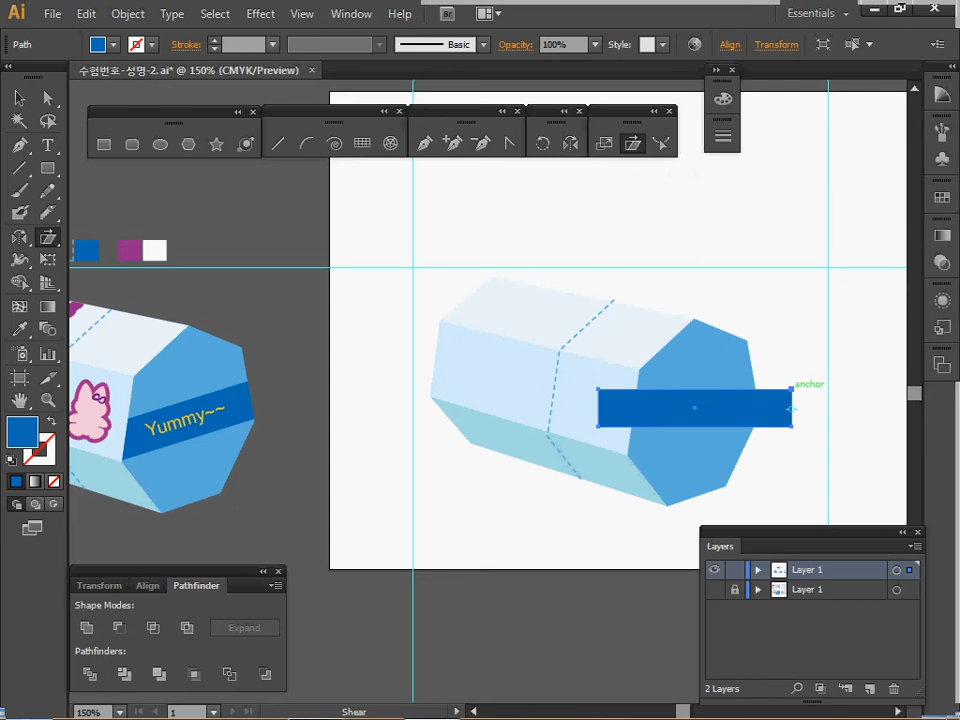 Ai File Edit Object Type Select Effect View Window Help Br Essentials
Path Stroke: Basic Opacity: 100% Style: Align Transform
수험번호-성명-2.ai* @ 150% (CMYK/Preview)
anchor
Yummy~~
Layers
Layer 1
Layer 1
2 Layers
Transform Align Pathfinder
Shape Modes:
Expand
Pathfinders:
150% 1 Shear